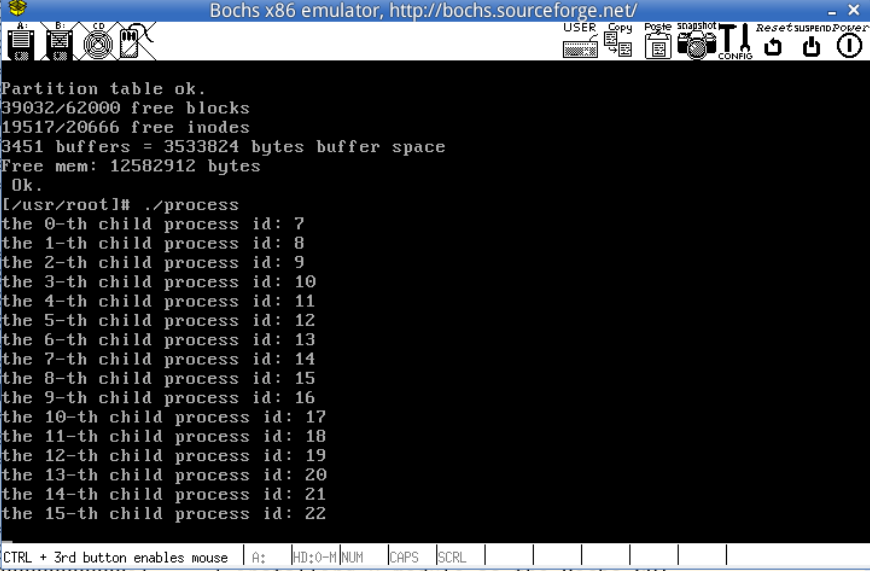 Bochs x86 emulator, http://bochs.sourceforge.net/
A: B: CD USER Copy Paste snapshot CONFIG Reset SUSPEND Power
Partition table ok.
39032/62000 free blocks
19517/20666 free inodes
3451 buffers = 3533824 bytes buffer space
Free mem: 12582912 bytes
Ok.
[/usr/root]# ./process
the 0-th child process id: 7
the 1-th child process id: 8
the 2-th child process id: 9
the 3-th child process id: 10
the 4-th child process id: 11
the 5-th child process id: 12
the 6-th child process id: 13
the 7-th child process id: 14
the 8-th child process id: 15
the 9-th child process id: 16
the 10-th child process id: 17
the 11-th child process id: 18
the 12-th child process id: 19
the 13-th child process id: 20
the 14-th child process id: 21
the 15-th child process id: 22
CTRL + 3rd button enables mouse A: HD:0-M NUM CAPS SCRL